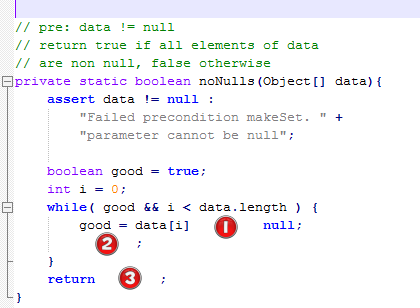 // pre: data != null
// return true if all elements of data
// are non null, false otherwise
private static boolean noNulls(Object[] data){
assert data != null :
"Failed precondition makeSet. " +
"parameter cannot be null";
boolean good = true;
int i = 0;
while( good && i < data.length ) {
good = data[i] 1 null;
2 ;
}
return 3 ;
}